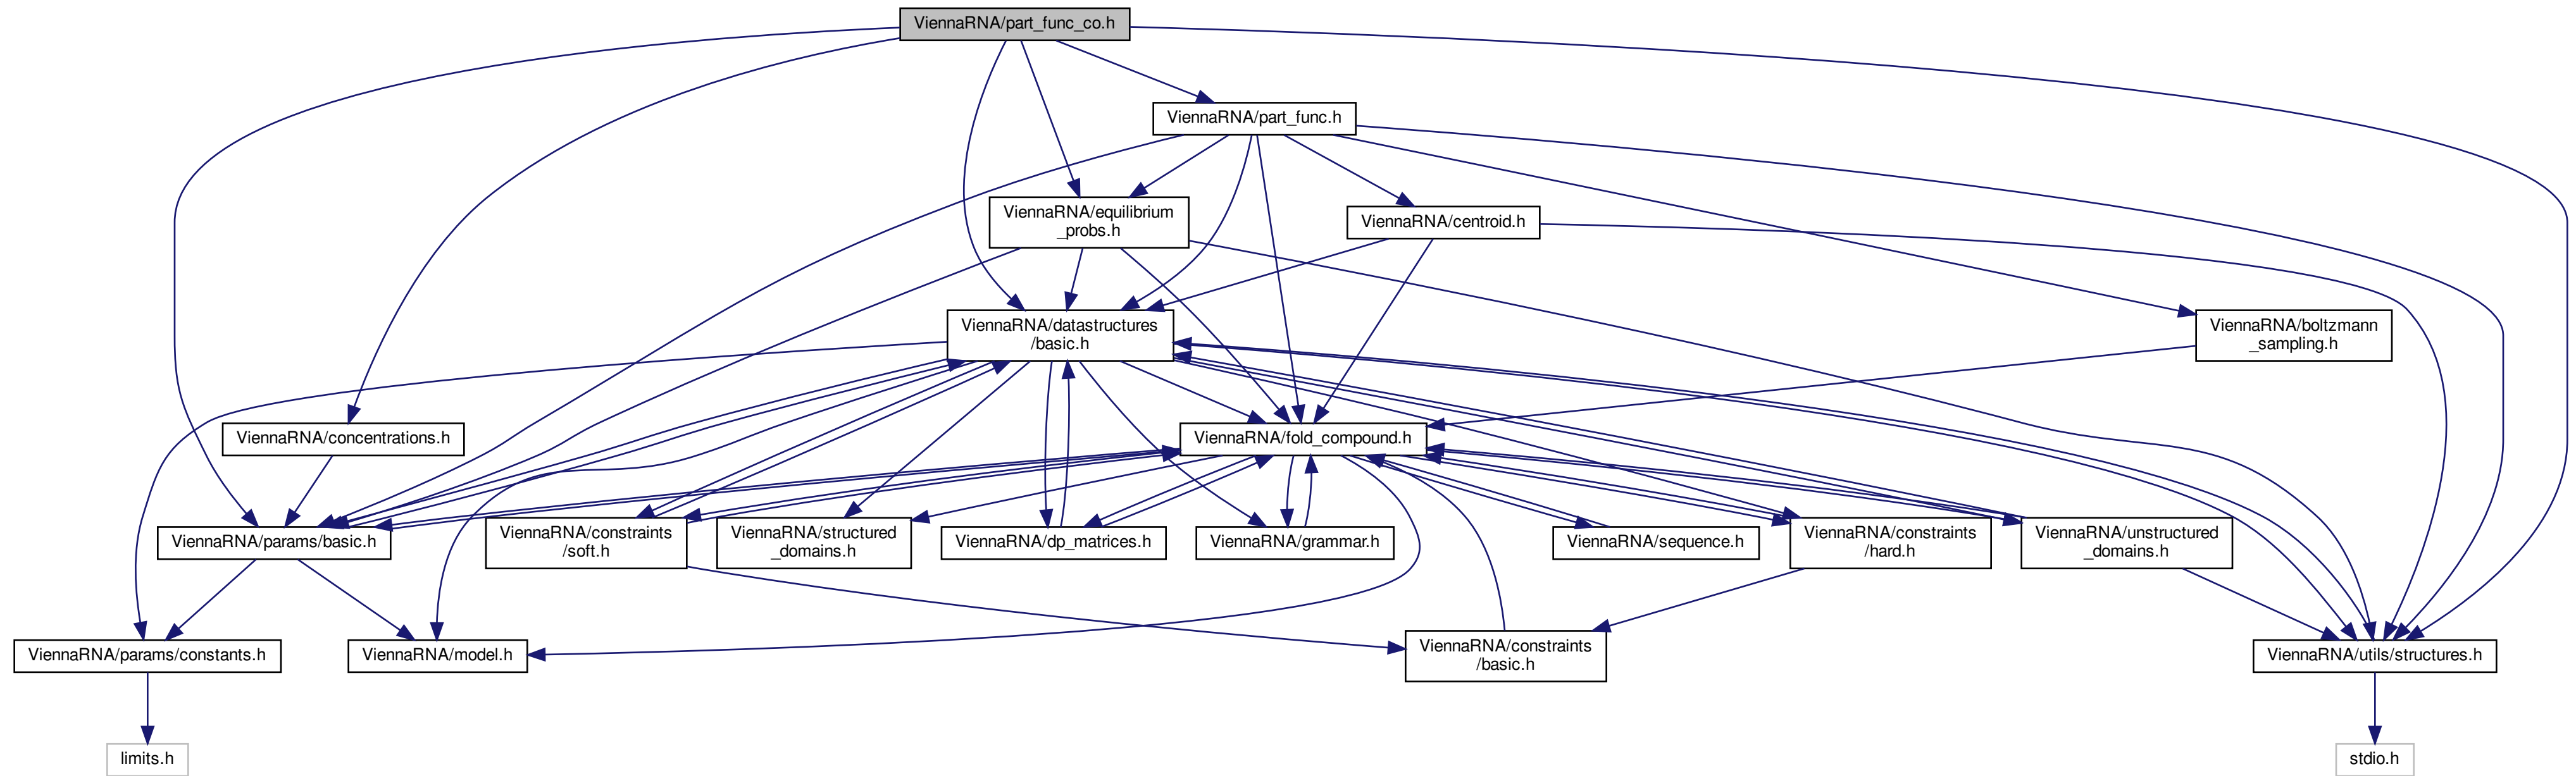 ViennaRNA/part_func_co.h
ViennaRNA/part_func.h
ViennaRNA/equilibrium
_probs.h
ViennaRNA/centroid.h
ViennaRNA/datastructures
/basic.h
ViennaRNA/boltzmann
_sampling.h
ViennaRNA/concentrations.h
ViennaRNA/fold_compound.h
ViennaRNA/params/basic.h
ViennaRNA/constraints
/soft.h
ViennaRNA/structured
_domains.h
ViennaRNA/dp_matrices.h
ViennaRNA/grammar.h
ViennaRNA/sequence.h
ViennaRNA/constraints
/hard.h
ViennaRNA/unstructured
_domains.h
ViennaRNA/params/constants.h
ViennaRNA/model.h
ViennaRNA/constraints
/basic.h
ViennaRNA/utils/structures.h
limits.h
stdio.h